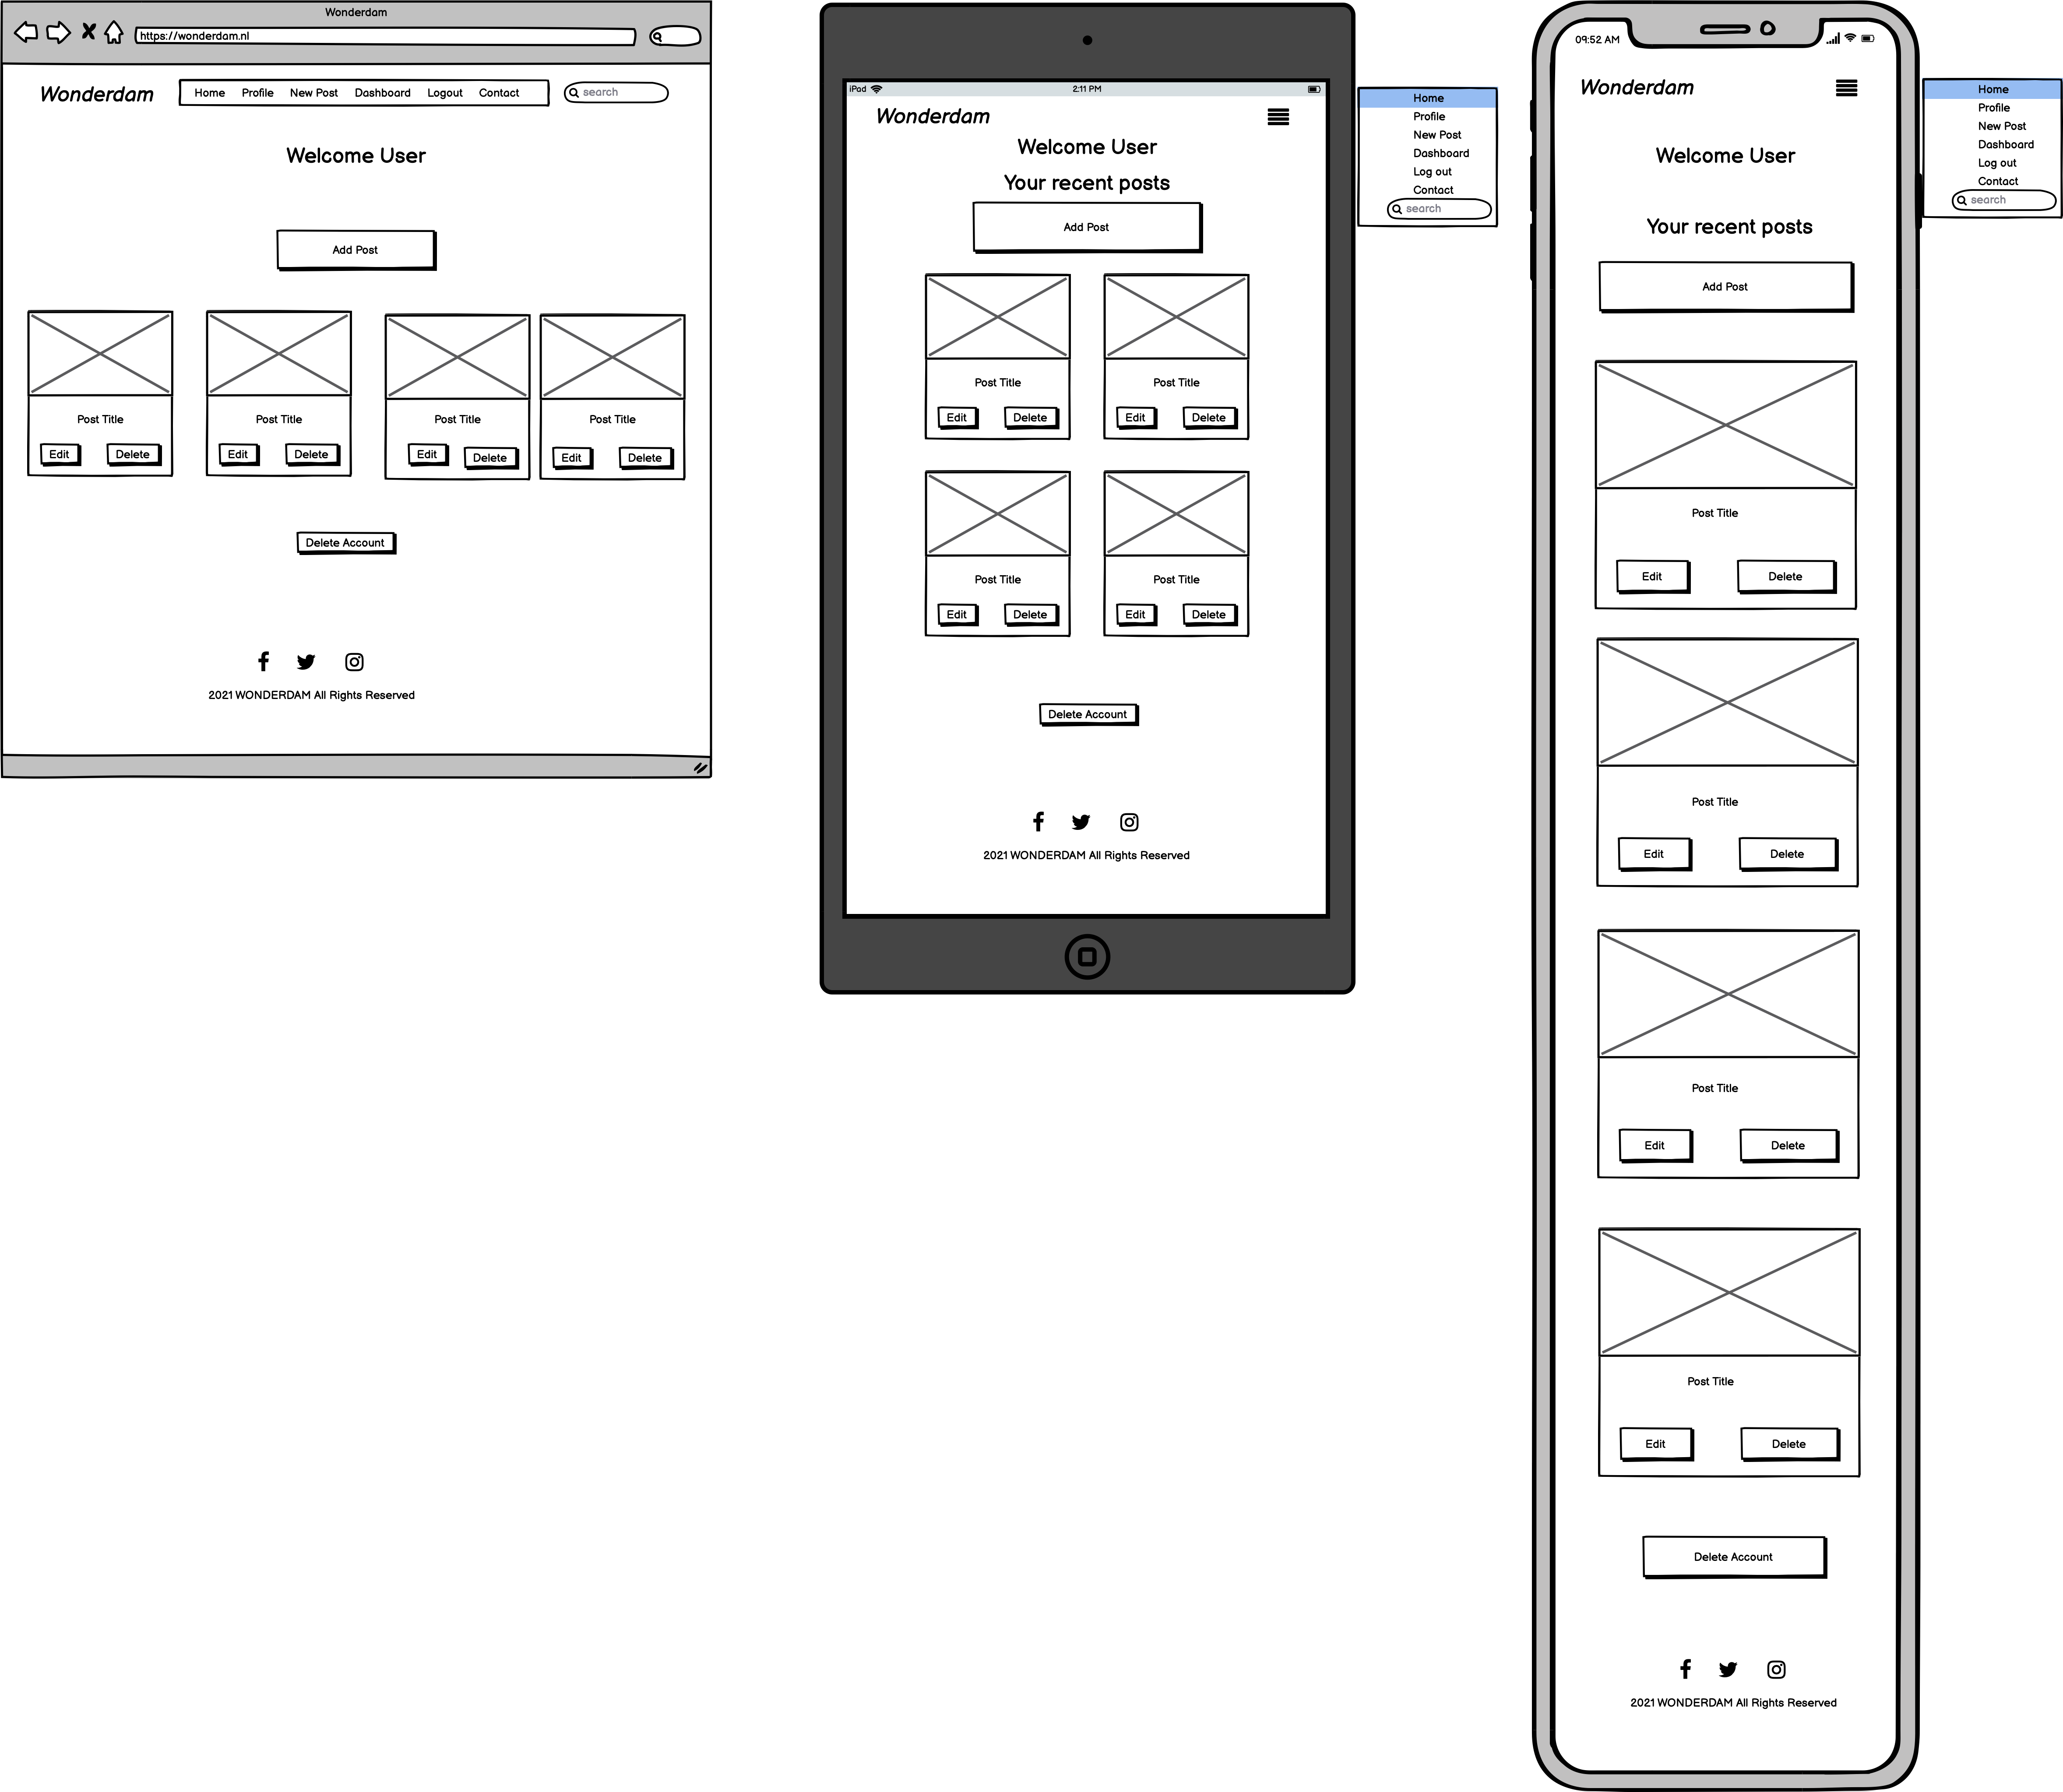 Wonderdam
https://wonderdam.nl
Wonderdam
Home Profile New Post Dashboard Logout Contact
search
Welcome User
Add Post
Post Title Post Title Post Title Post Title
Edit Delete Edit Delete Edit Delete Edit Delete
Delete Account
2021 WONDERDAM All Rights Reserved
iPad 2:11 PM
Wonderdam
Welcome User
Your recent posts
Add Post
Post Title Post Title
Edit Delete Edit Delete
Post Title Post Title
Edit Delete Edit Delete
Delete Account
2021 WONDERDAM All Rights Reserved
Home
Profile
New Post
Dashboard
Log out
Contact
search
09:52 AM
Wonderdam
Welcome User
Your recent posts
Add Post
Post Title
Edit Delete
Post Title
Edit Delete
Post Title
Edit Delete
Post Title
Edit Delete
Delete Account
2021 WONDERDAM All Rights Reserved
Home
Profile
New Post
Dashboard
Log out
Contact
search